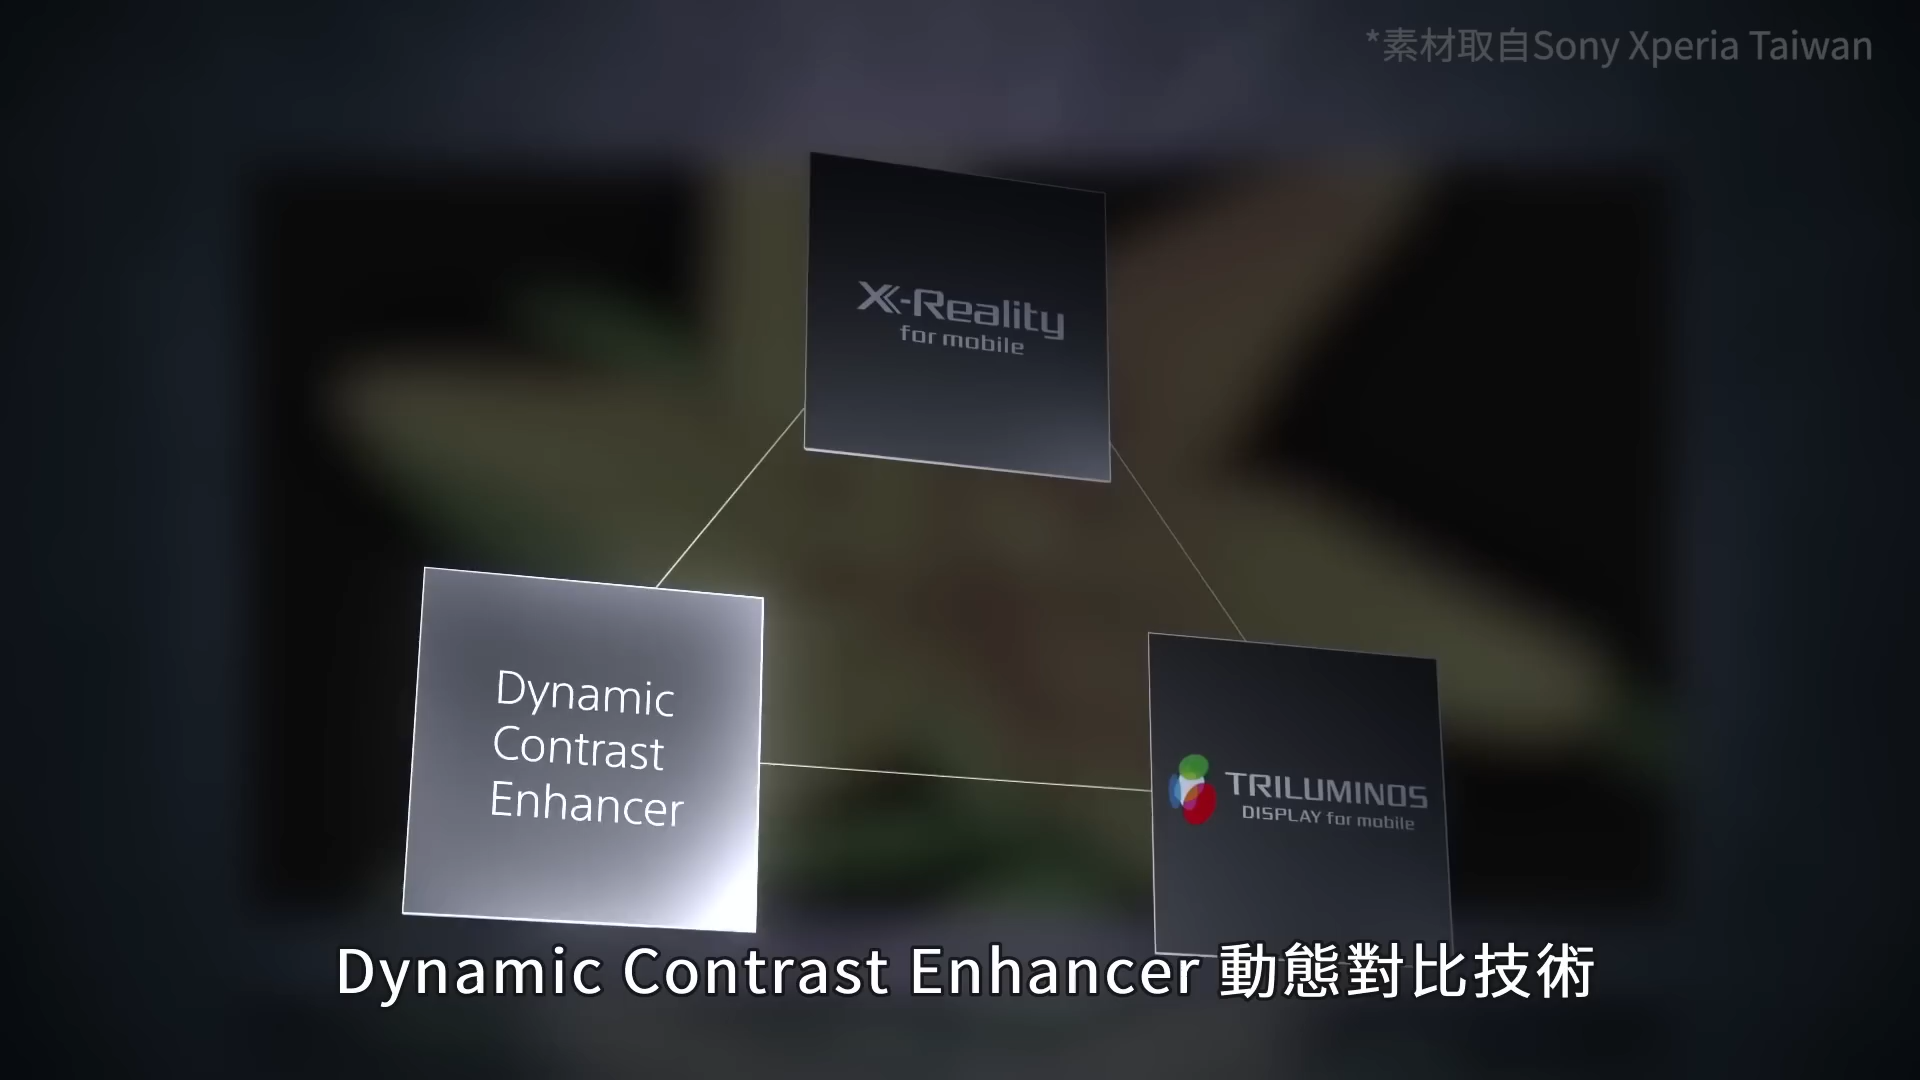 *素材取自Sony Xperia Taiwan
X-Reality
for mobile
Dynamic
Contrast
Enhancer
TRILUMINOS
DISPLAY for mobile
Dynamic Contrast Enhancer 動態對比技術